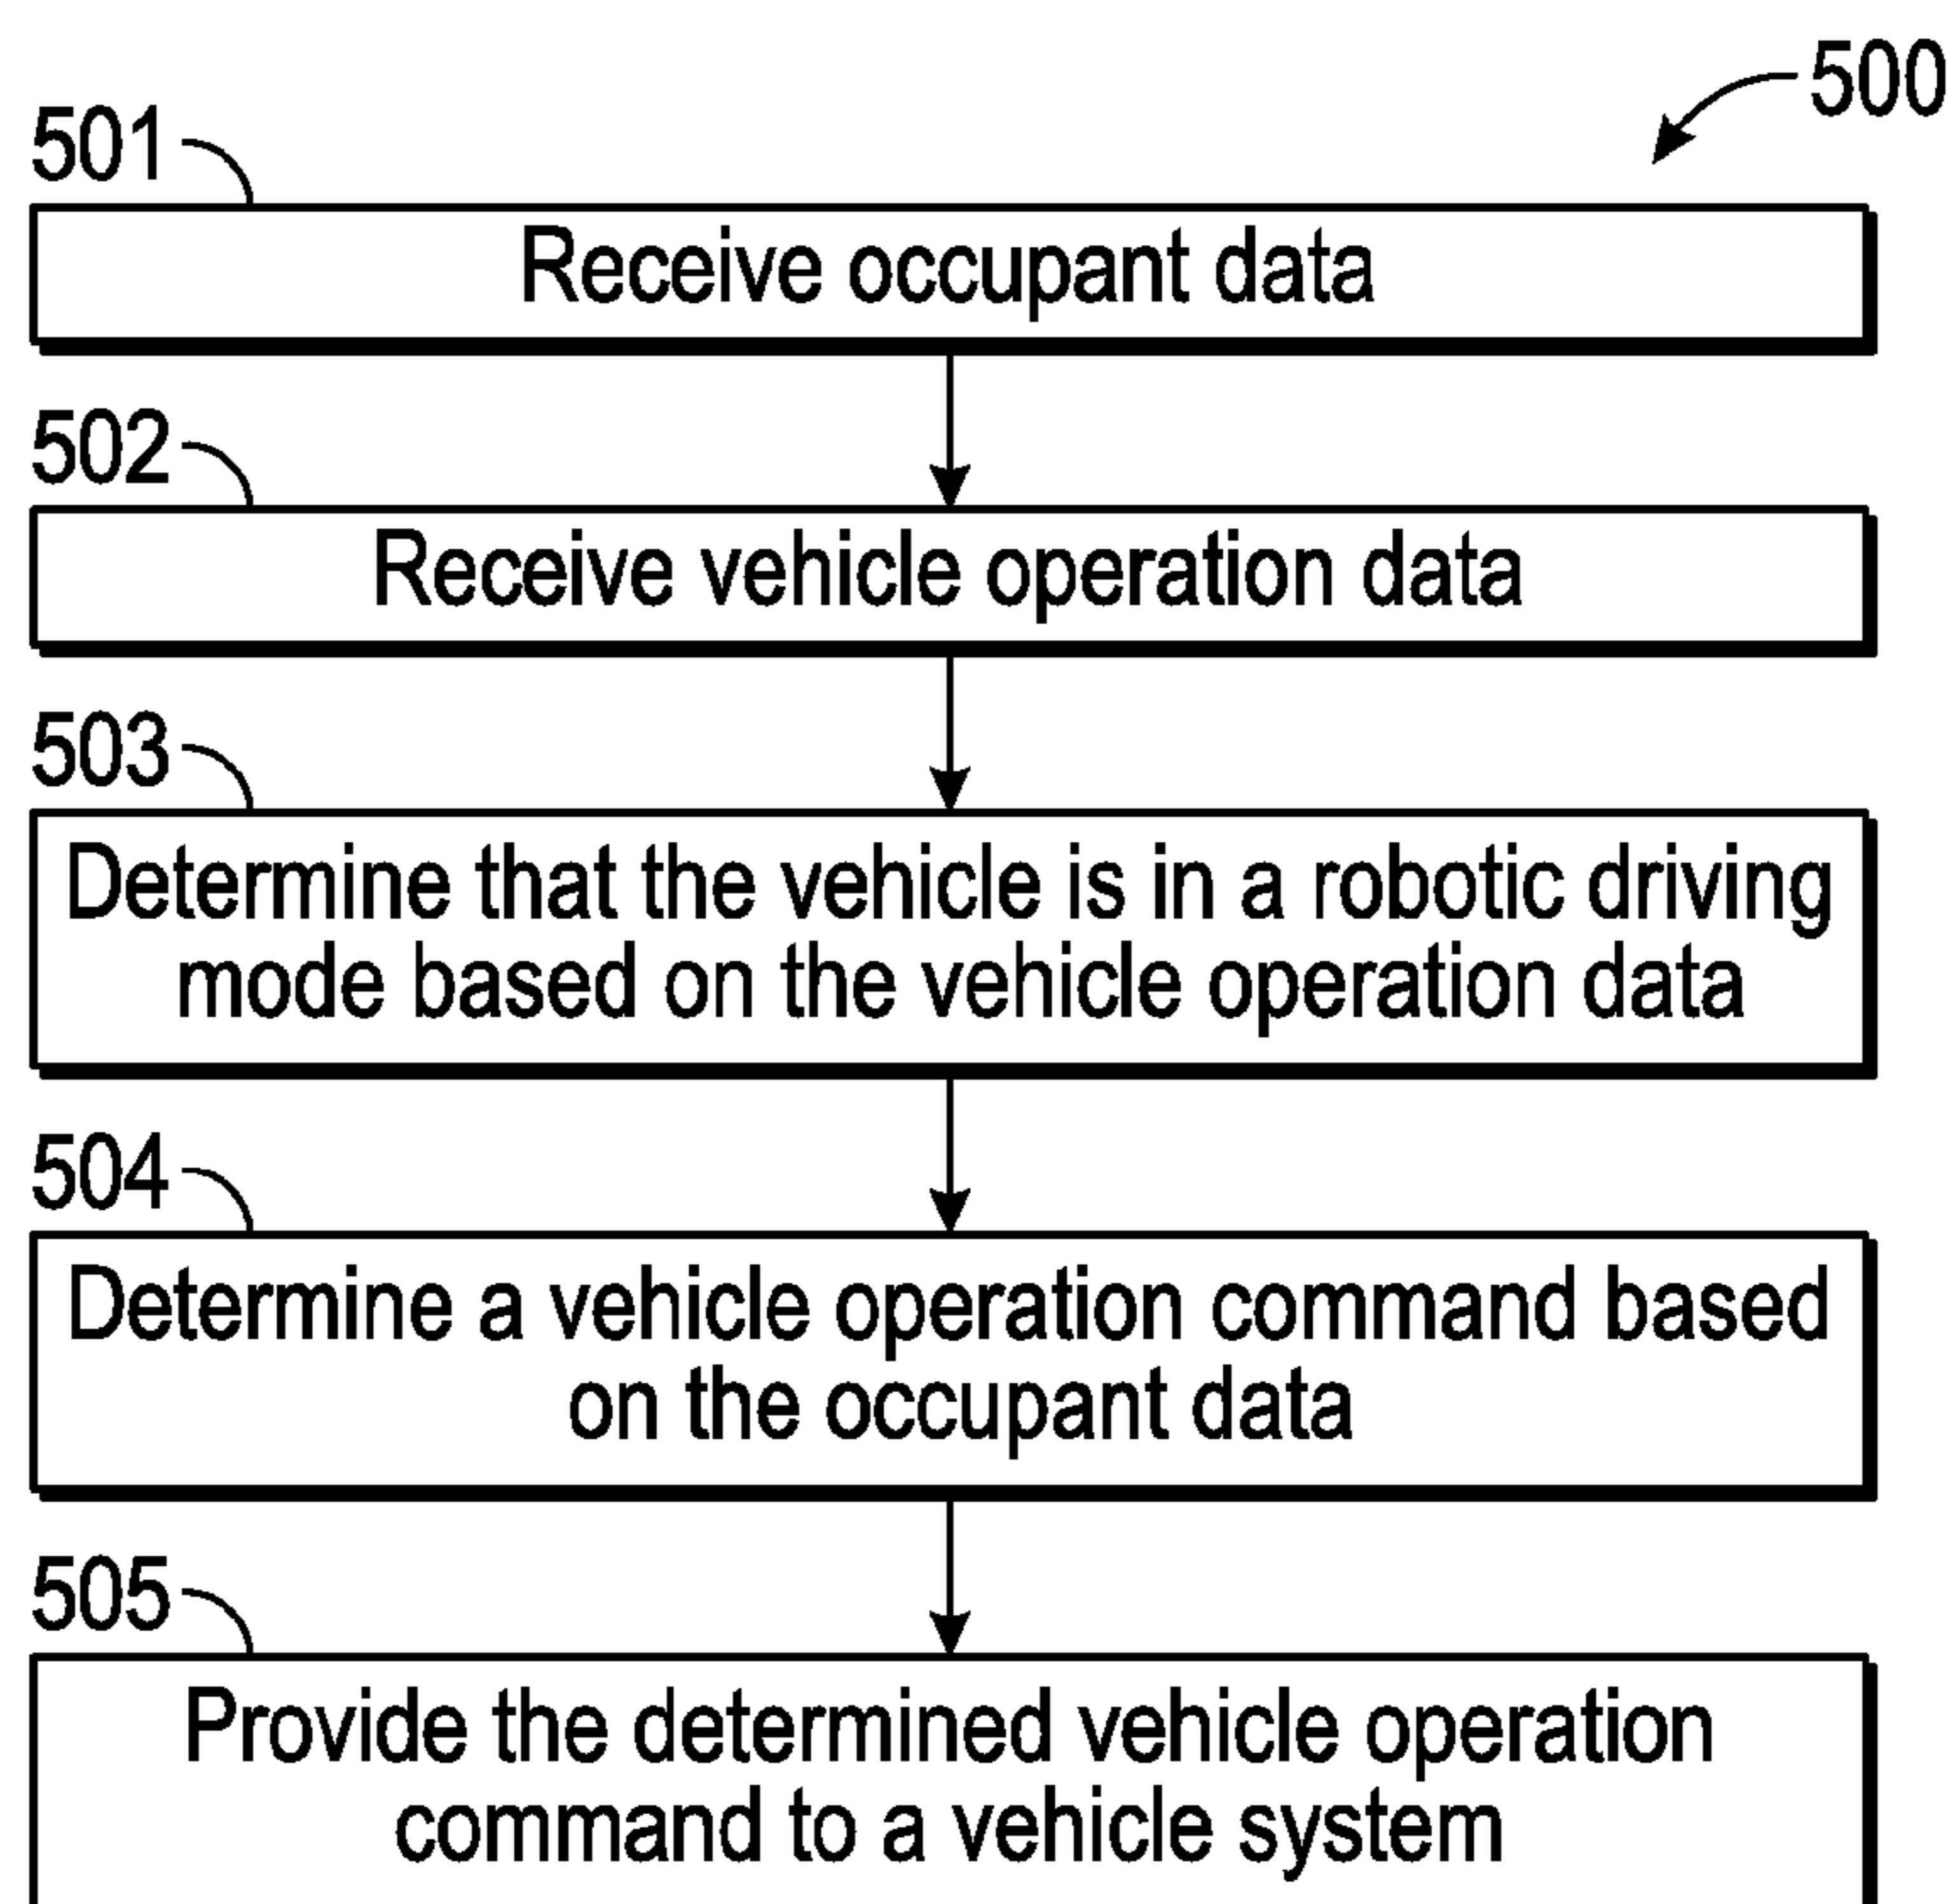 500
501
Receive occupant data
502
Receive vehicle operation data
503
Determine that the vehicle is in a robotic driving
mode based on the vehicle operation data
504
Determine a vehicle operation command based
on the occupant data
505
Provide the determined vehicle operation
command to a vehicle system